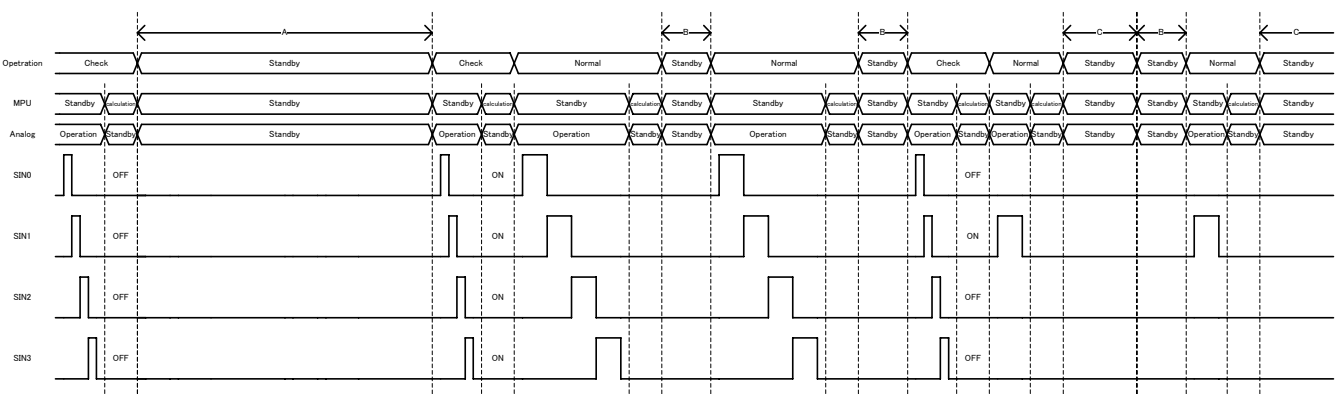 A B B C B C
Opetration Check Standby Check Normal Standby Normal Standby Check Normal Standby Standby Normal Standby
MPU Standby calculation Standby Standby calculation Standby calculation Standby Standby calculation Standby Standby calculation Standby calculation Standby Standby Standby calculation Standby
Analog Operation Standby Standby Operation Standby Operation Standby Standby Operation Standby Standby Operation Standby Operation Standby Standby Standby Operation Standby Standby
SIN0 OFF ON OFF
SIN1 OFF ON ON
SIN2 OFF ON OFF
SIN3 OFF ON OFF